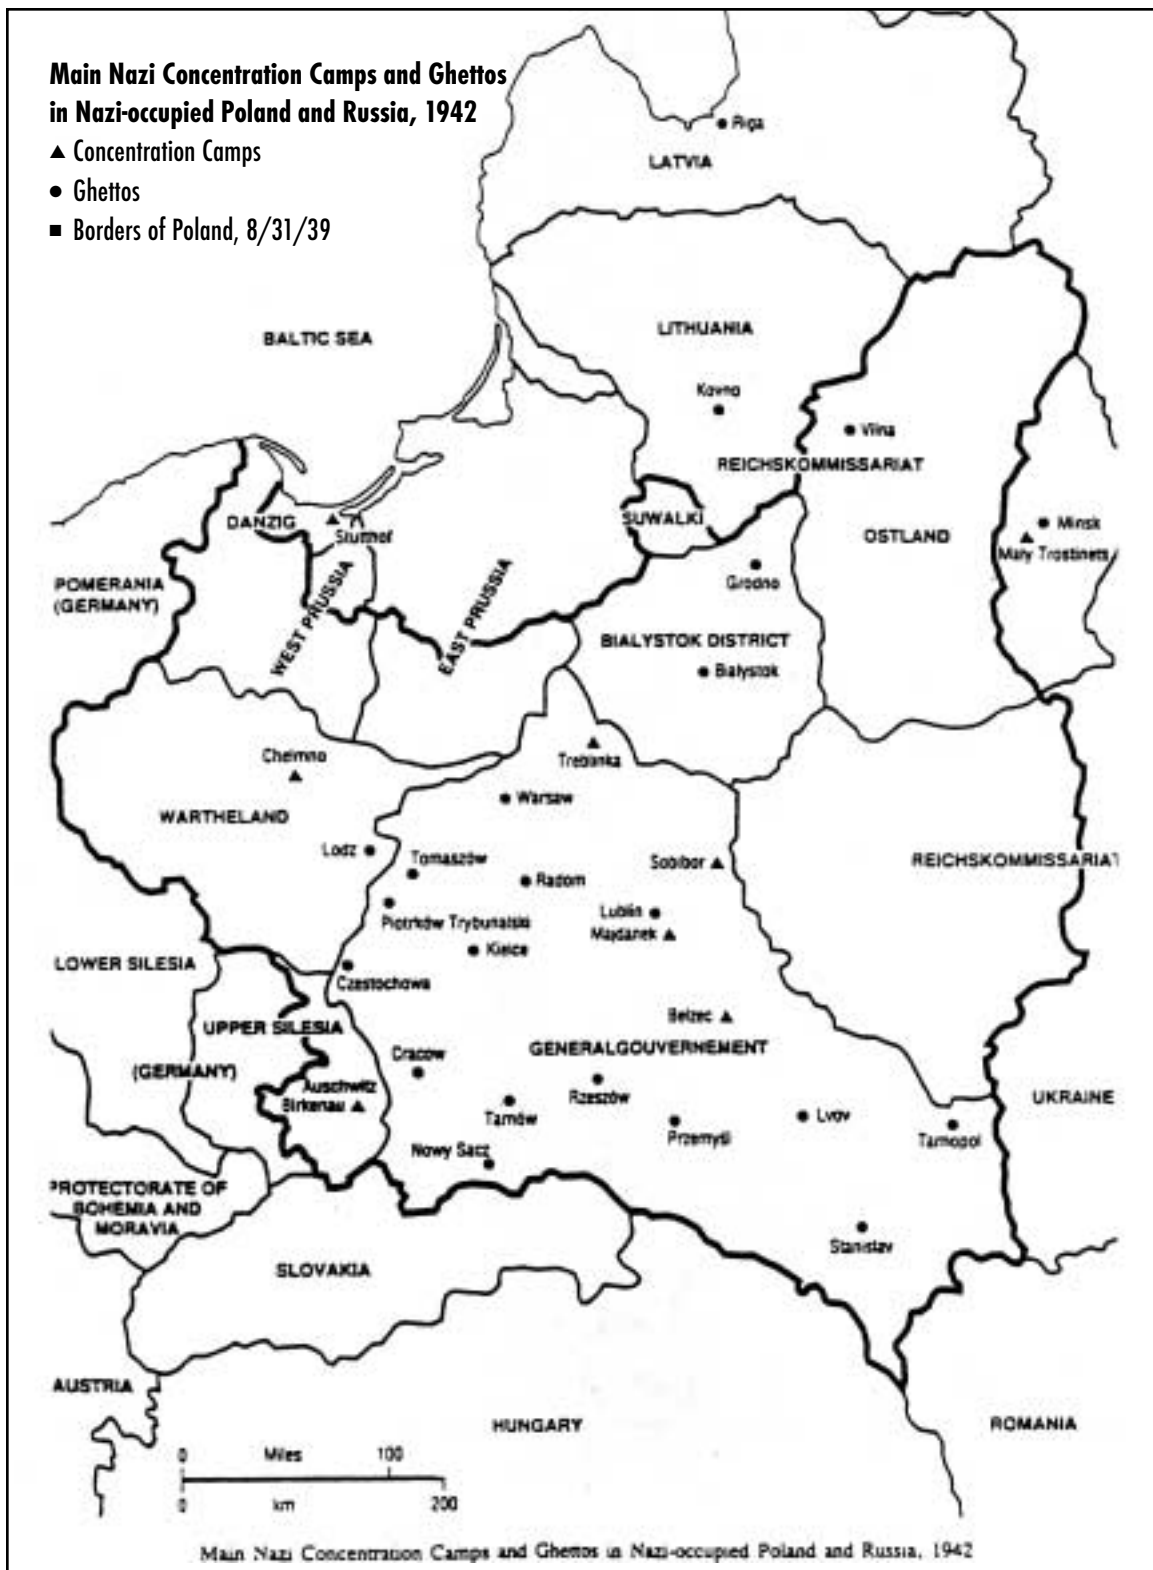 Main Nazi Concentration Camps and Ghettos
in Nazi-occupied Poland and Russia, 1942
▲ Concentration Camps
● Ghettos
■ Borders of Poland, 8/31/39
Riga
LATVIA
BALTIC SEA
LITHUANIA
Kovno
Vilna
REICHSKOMMISSARIAT
DANZIG
Stutthof
SUWALKI
OSTLAND
Minsk
Maly Trostinets
POMERANIA
(GERMANY)
WEST PRUSSIA
EAST PRUSSIA
Grodno
BIALYSTOK DISTRICT
Bialystok
Chelmno
Treblinka
WARTHELAND
Warsaw
Lodz
Tomaszów
Radom
Sobibor
REICHSKOMMISSARIAT
Piotrków Trybunalski
Lublin
Majdanek
Kielce
LOWER SILESIA
Czestochowa
UPPER SILESIA
Belzec
GENERALGOUVERNEMENT
(GERMANY)
Cracow
Auschwitz
Birkenau
Rzeszów
UKRAINE
Tarnów
Przemyśl
Lvov
Tarnopol
Nowy Sacz
PROTECTORATE OF
BOHEMIA AND
MORAVIA
Stanislav
SLOVAKIA
AUSTRIA
HUNGARY
ROMANIA
0 Miles 100
0 km 200
Main Nazi Concentration Camps and Ghettos in Nazi-occupied Poland and Russia, 1942